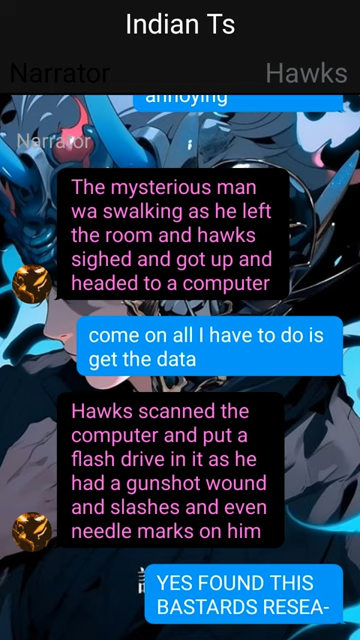 Indian Ts
Narrator
Hawks
annoying
Narrator
The mysterious man
wa swalking as he left
the room and hawks
sighed and got up and
headed to a computer
come on all I have to do is
get the data
Hawks scanned the
computer and put a
flash drive in it as he
had a gunshot wound
and slashes and even
needle marks on him
YES FOUND THIS
BASTARDS RESEA-